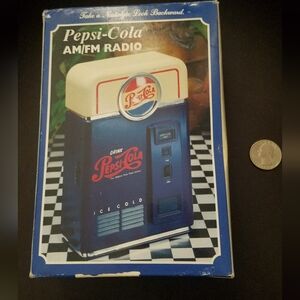 Take a Nostalgic Look Backward
Pepsi-Cola
AM/FM RADIO
PEPSI-COLA
DRINK
PEPSI-COLA
ICE COLD